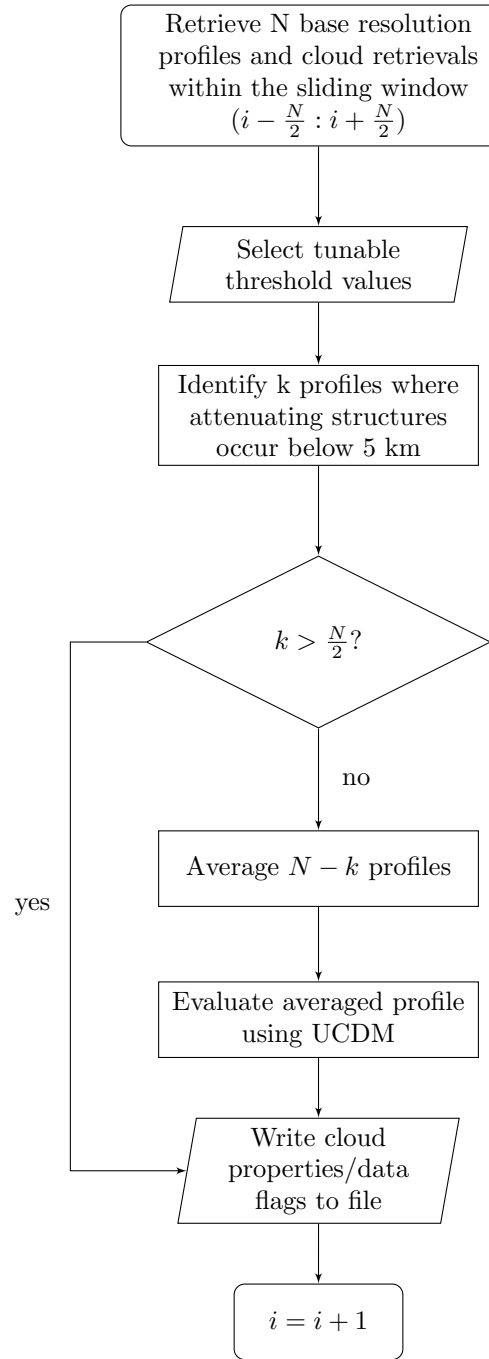 Retrieve N base resolution
profiles and cloud retrievals
within the sliding window
(i − N/2 : i + N/2)
Select tunable
threshold values
Identify k profiles where
attenuating structures
occur below 5 km
k > N/2?
no
Average N − k profiles
yes
Evaluate averaged profile
using UCDM
Write cloud
properties/data
flags to file
i = i + 1